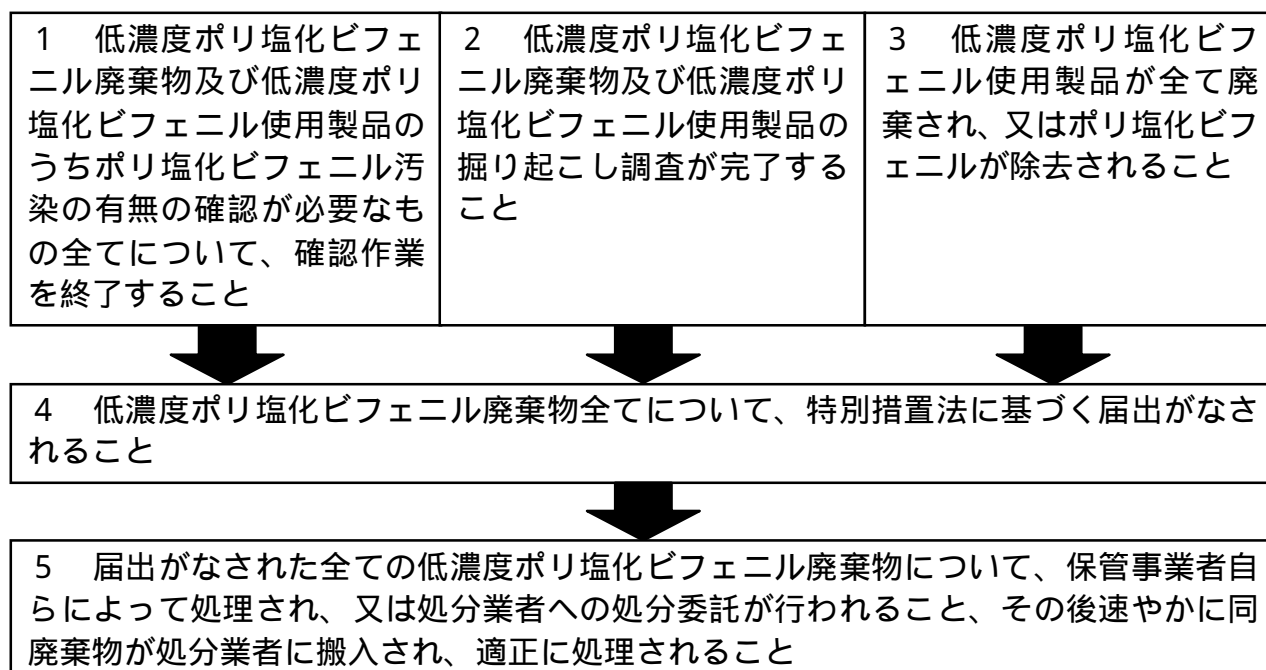 1　低濃度ポリ塩化ビフェ
ニル廃棄物及び低濃度ポリ
塩化ビフェニル使用製品の
うちポリ塩化ビフェニル汚
染の有無の確認が必要なも
の全てについて、確認作業
を終了すること
2　低濃度ポリ塩化ビフェ
ニル廃棄物及び低濃度ポリ
塩化ビフェニル使用製品の
掘り起こし調査が完了する
こと
3　低濃度ポリ塩化ビフ
ェニル使用製品が全て廃
棄され、又はポリ塩化ビフ
ェニルが除去されること
4　低濃度ポリ塩化ビフェニル廃棄物全てについて、特別措置法に基づく届出がなさ
れること
5　届出がなされた全ての低濃度ポリ塩化ビフェニル廃棄物について、保管事業者自
らによって処理され、又は処分業者への処分委託が行われること、その後速やかに同
廃棄物が処分業者に搬入され、適正に処理されること